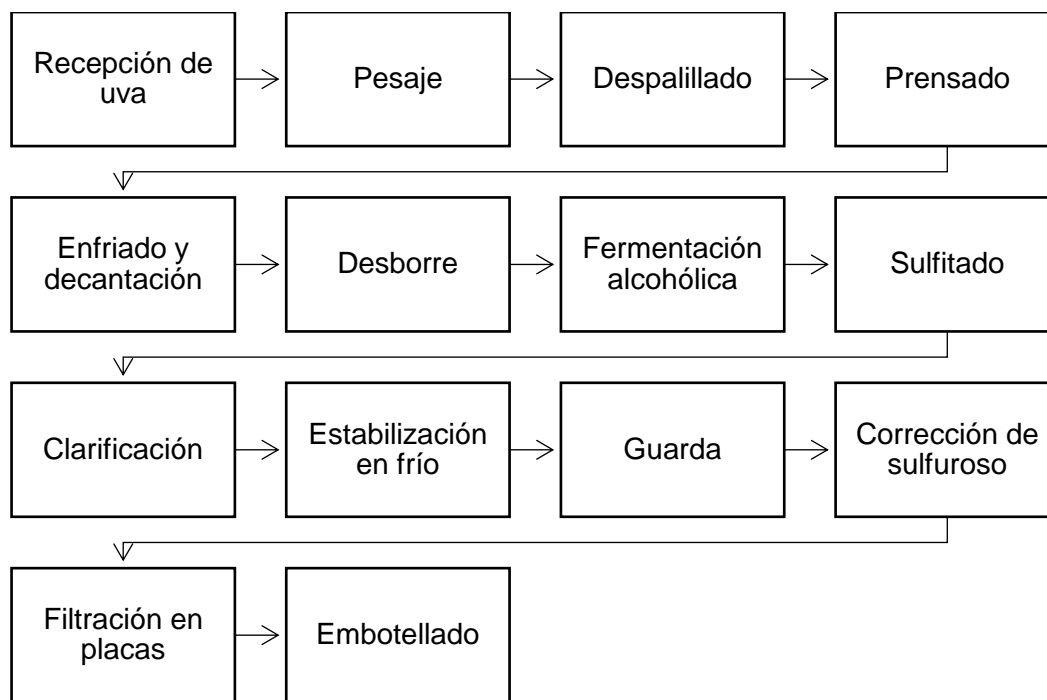 Recepción de
uva
Pesaje
Despalillado
Prensado
Enfriado y
decantación
Desborre
Fermentación
alcohólica
Sulfitado
Clarificación
Estabilización
en frío
Guarda
Corrección de
sulfuroso
Filtración en
placas
Embotellado